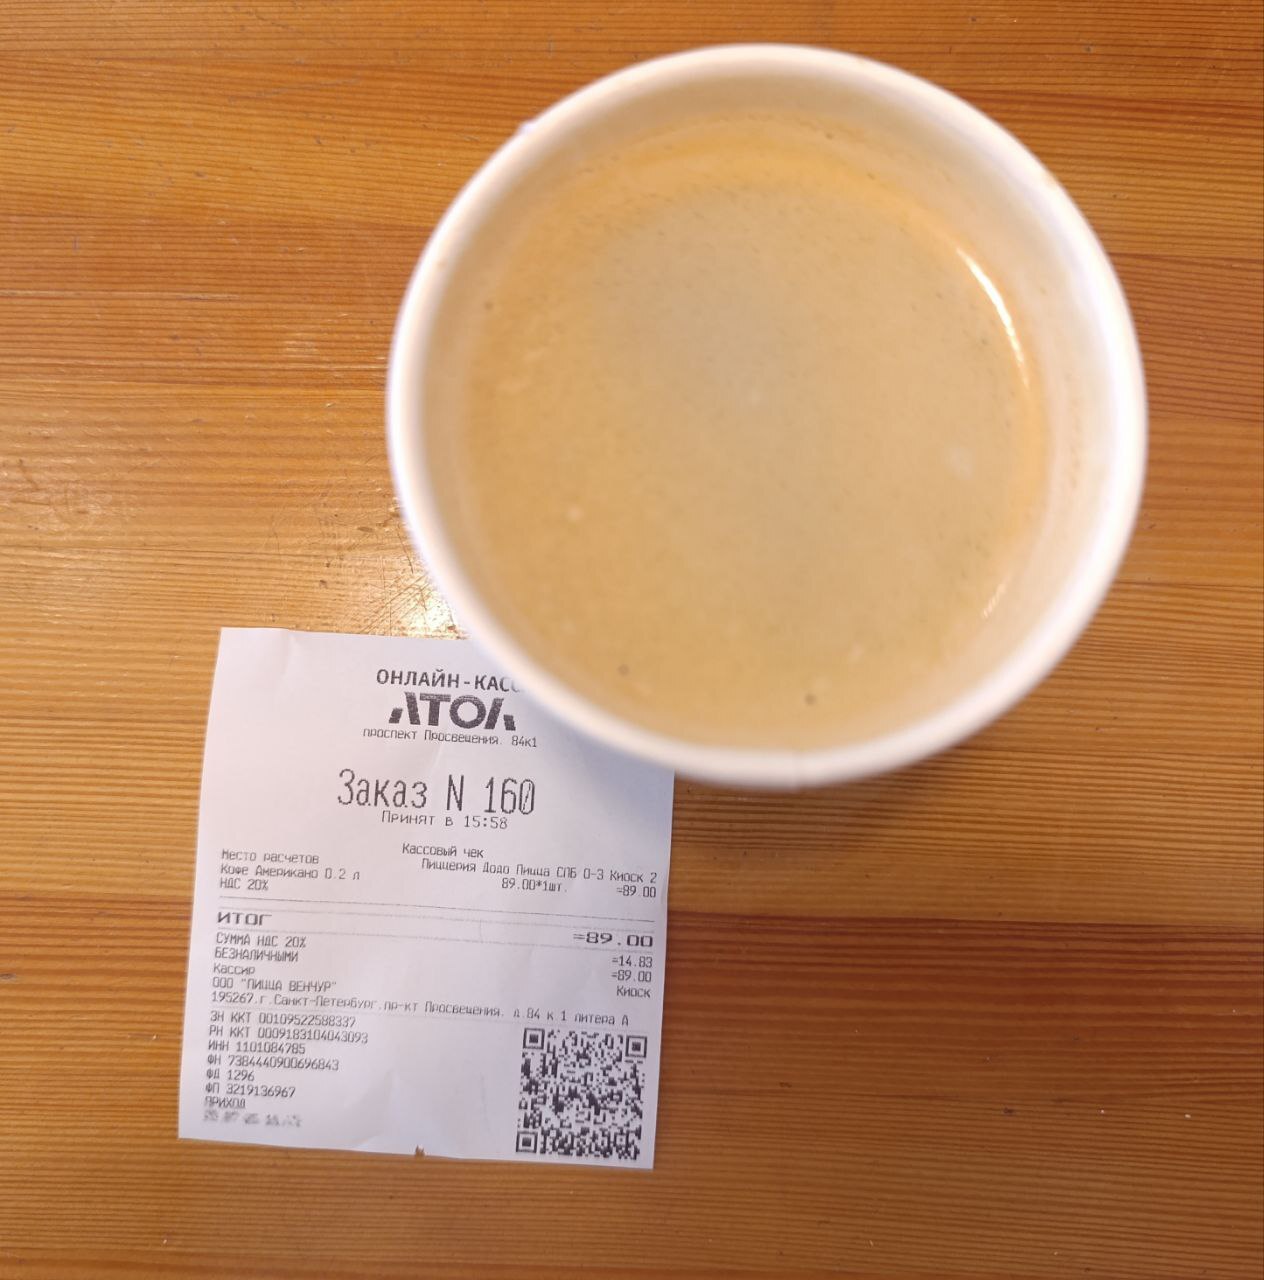 ОНЛАЙН-КАСС
АТОЛ
проспект Просвещения. 84к1
Заказ N 160
Принят в 15:58
Кассовый чек
Место расчетов Пиццерия Додо Пицца СПБ 0-3 Киоск 2
Кофе Американо 0.2 л 89.00*1шт. =89.00
НДС 20%
ИТОГ =89.00
СУММА НДС 20% =14.83
БЕЗНАЛИЧНЫМИ =89.00
Кассир Киоск
ООО "ПИЦЦА ВЕНЧУР"
195267.г.Санкт-Петербург.пр-кт Просвещения. д.84 к 1 литера А
ЗН ККТ 00109522588337
РН ККТ 0009183104043093
ИНН 1101084785
ФН 7384440900696843
ФД 1296
ФП 3219136967
ПРИХОД